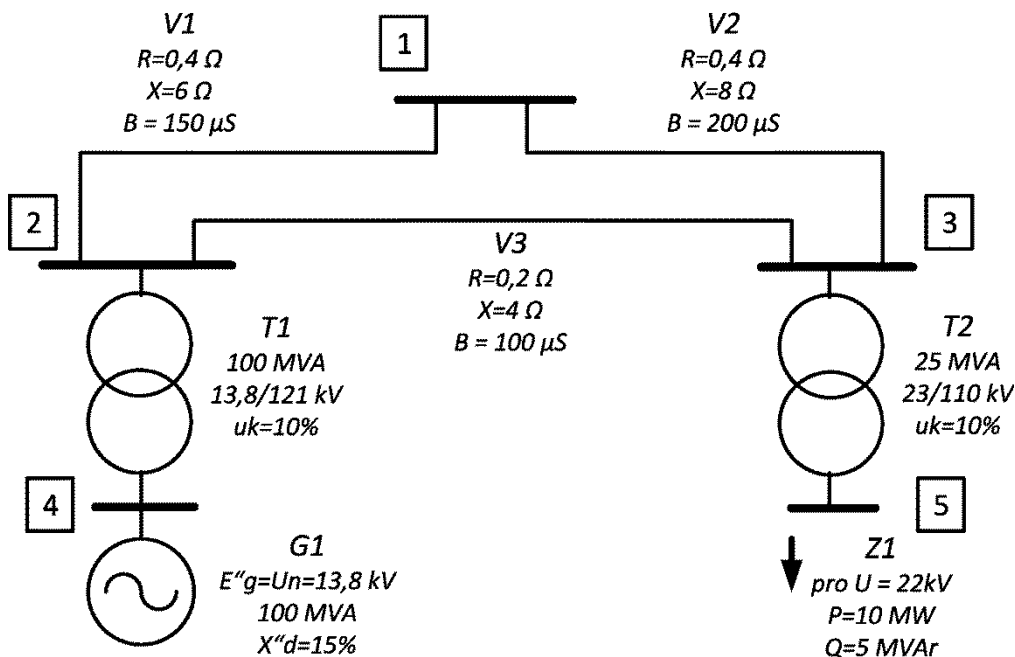 V1
R=0,4 Ω
X=6 Ω
B = 150 µS
1
V2
R=0,4 Ω
X=8 Ω
B = 200 µS
2
V3
R=0,2 Ω
X=4 Ω
B = 100 µS
3
T1
100 MVA
13,8/121 kV
uk=10%
T2
25 MVA
23/110 kV
uk=10%
4
G1
E“g=Un=13,8 kV
100 MVA
X“d=15%
5
Z1
pro U = 22kV
P=10 MW
Q=5 MVAr